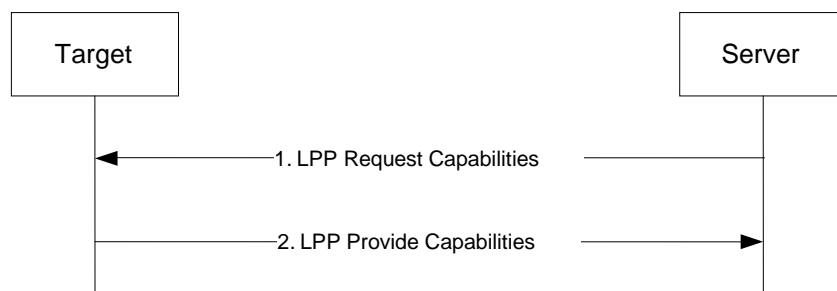 Target
Server
1. LPP Request Capabilities
2. LPP Provide Capabilities